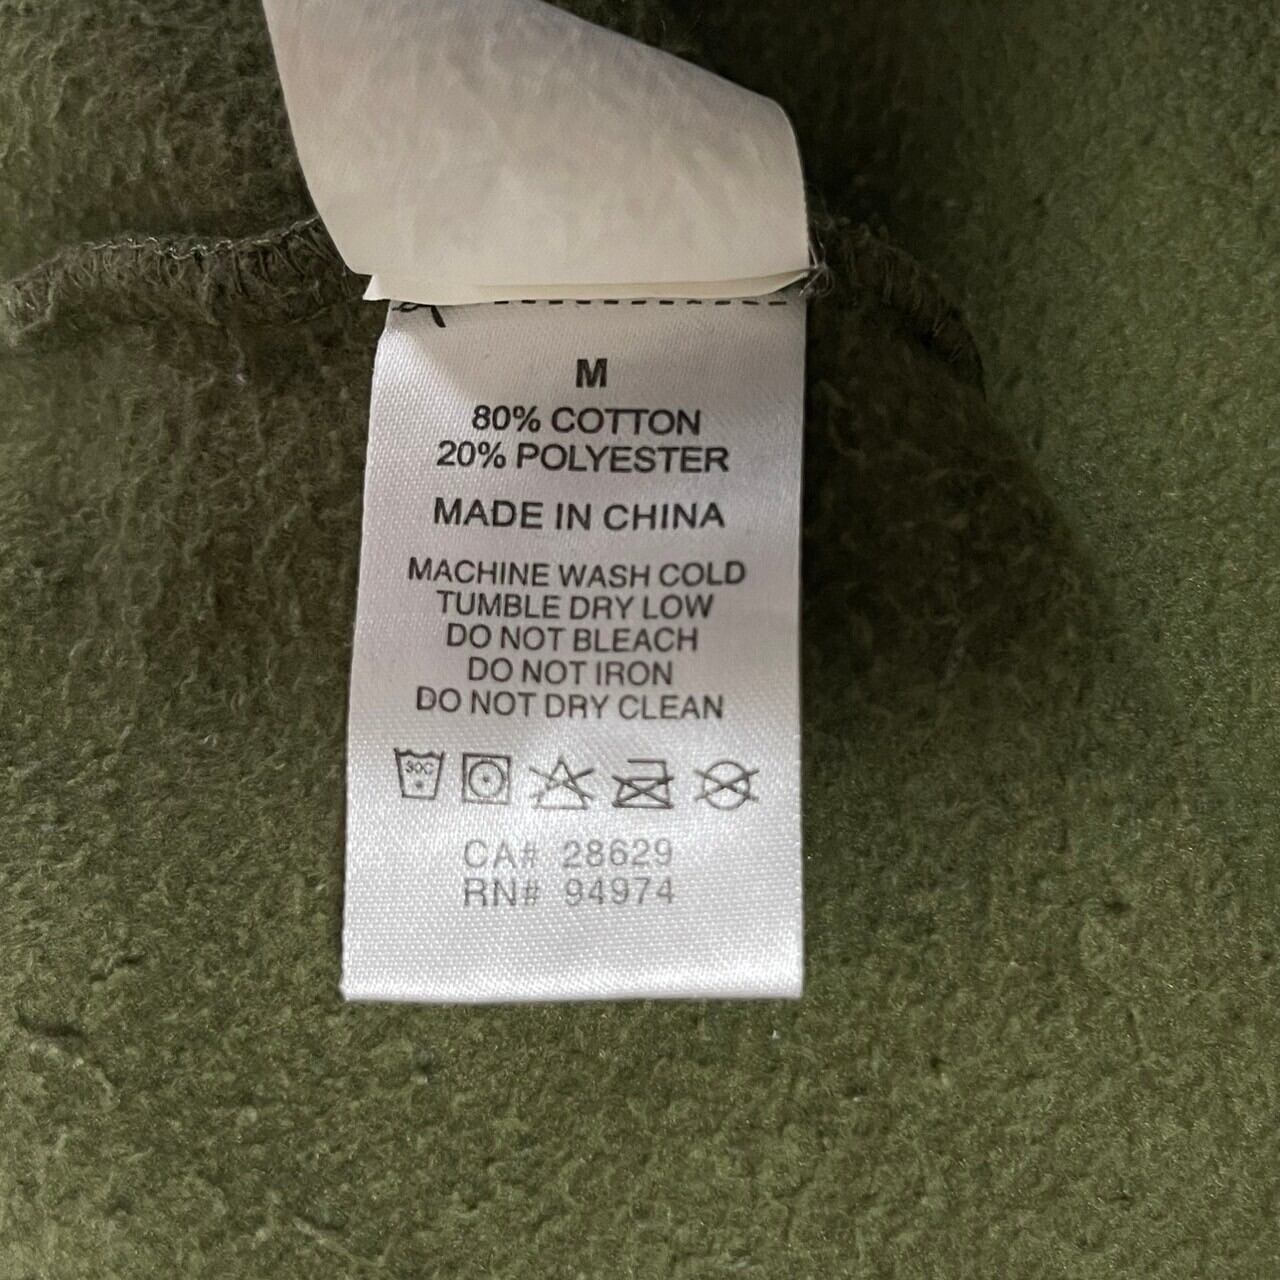 M
80% COTTON
20% POLYESTER
MADE IN CHINA
MACHINE WASH COLD
TUMBLE DRY LOW
DO NOT BLEACH
DO NOT IRON
DO NOT DRY CLEAN
30C
CA# 28629
RN# 94974